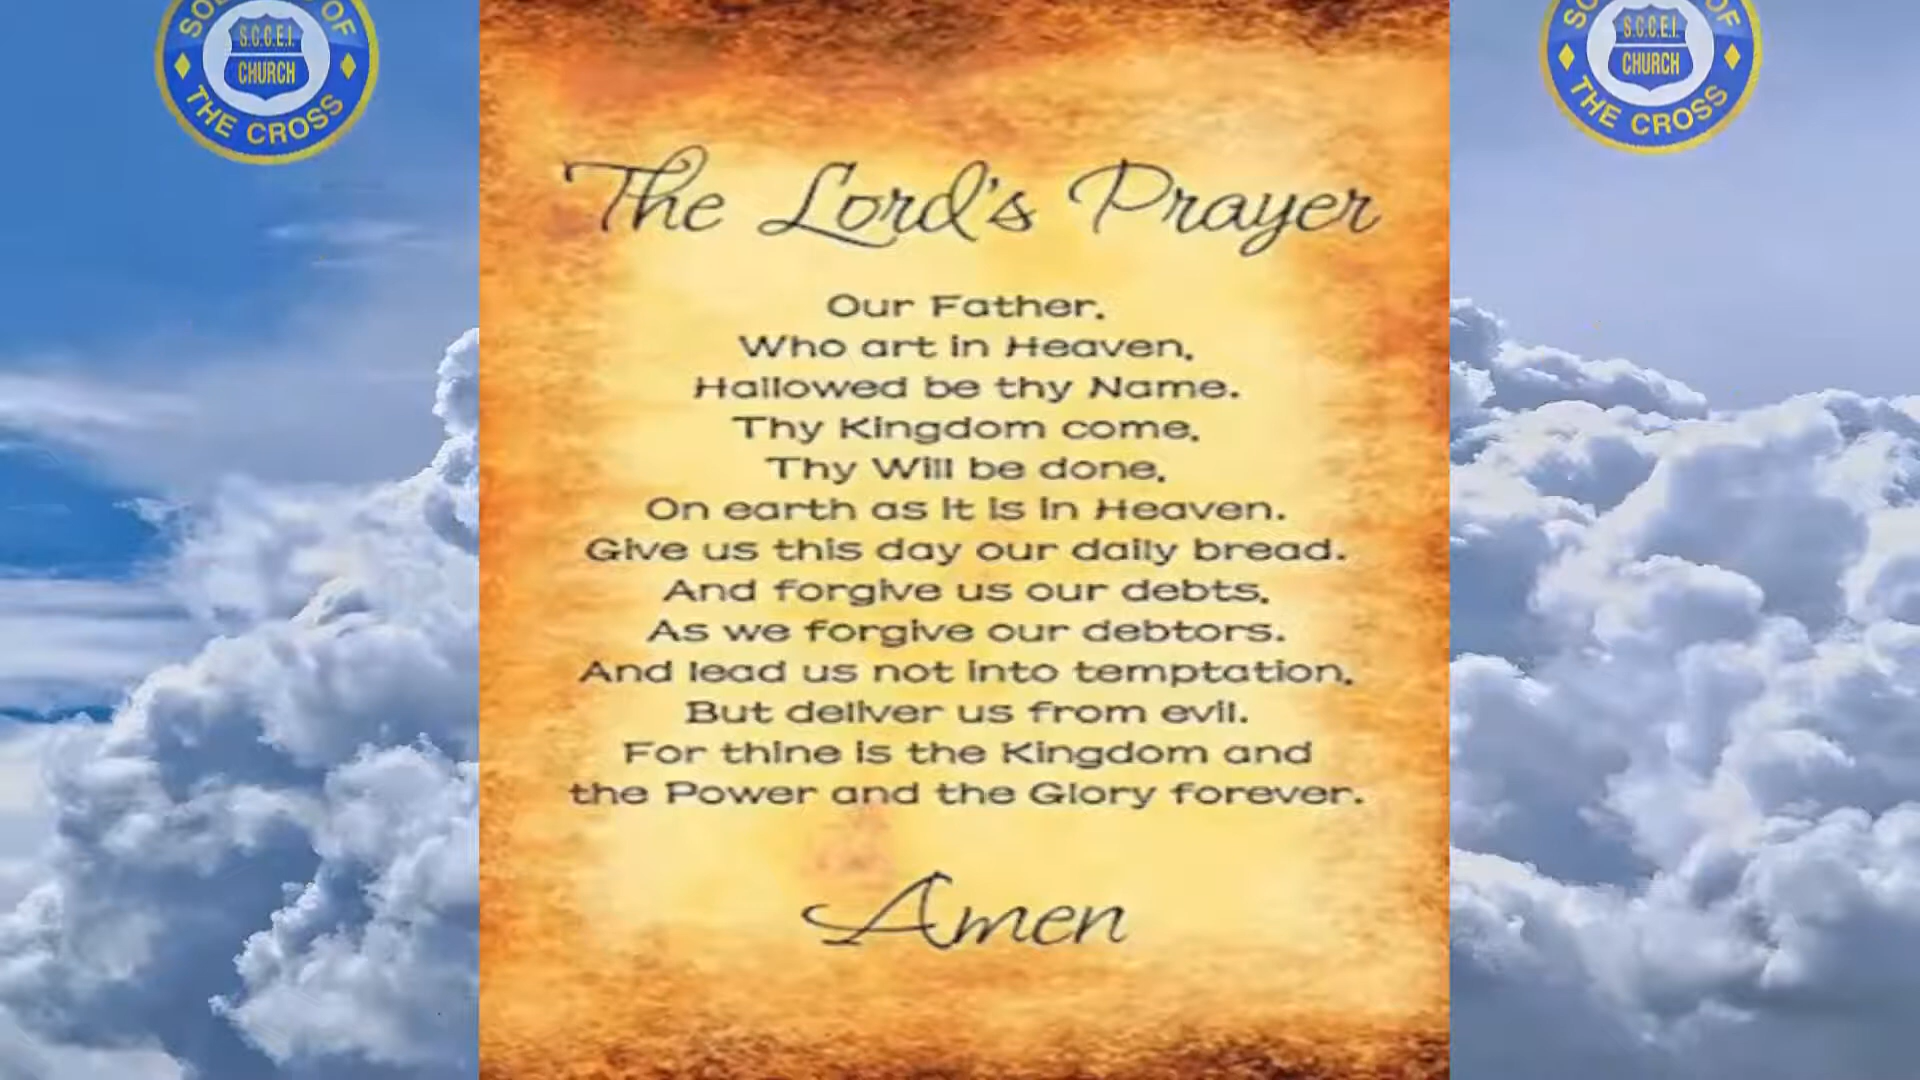 S.C.C.E.I.
CHURCH
THE CROSS
S.C.C.E.I.
CHURCH
THE CROSS
The Lord's Prayer
Our Father,
Who art in Heaven,
Hallowed be thy Name.
Thy Kingdom come,
Thy Will be done,
On earth as it is in Heaven.
Give us this day our daily bread.
And forgive us our debts,
As we forgive our debtors.
And lead us not into temptation,
But deliver us from evil.
For thine is the Kingdom and
the Power and the Glory forever.
Amen